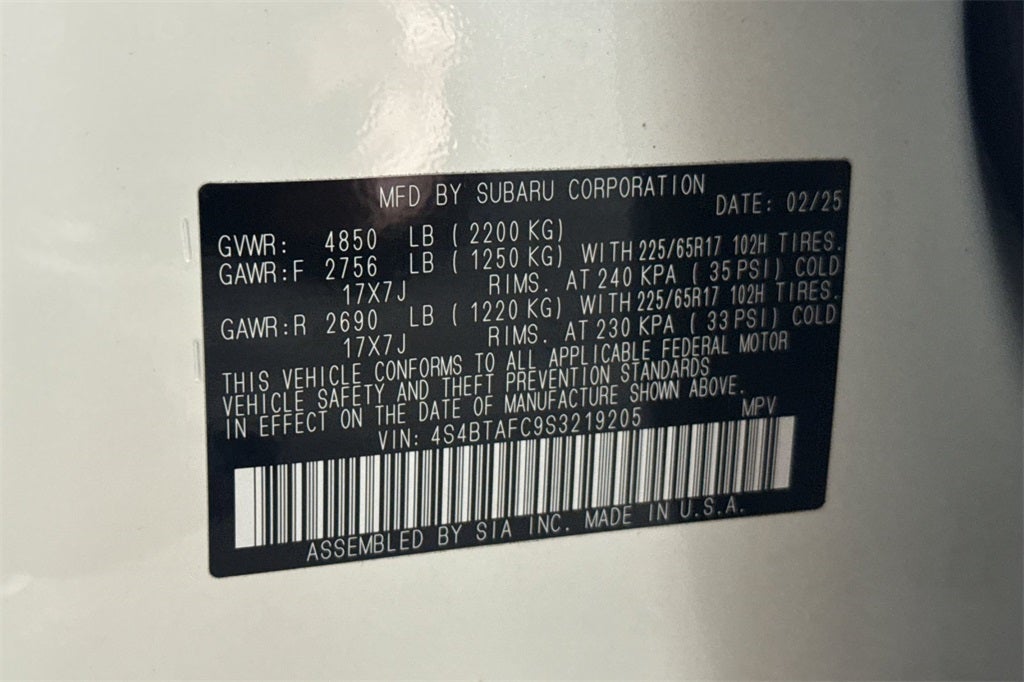 MFD BY SUBARU CORPORATION DATE: 02/25
GVWR: 4850 LB ( 2200 KG)
GAWR:F 2756 LB ( 1250 KG) WITH 225/65R17 102H TIRES.
17X7J RIMS. AT 240 KPA ( 35 PSI) COLD
GAWR:R 2690 LB ( 1220 KG) WITH 225/65R17 102H TIRES.
17X7J RIMS. AT 230 KPA ( 33 PSI) COLD
THIS VEHICLE CONFORMS TO ALL APPLICABLE FEDERAL MOTOR
VEHICLE SAFETY AND THEFT PREVENTION STANDARDS
IN EFFECT ON THE DATE OF MANUFACTURE SHOWN ABOVE.
VIN: 4S4BTAFC9S3219205 MPV
ASSEMBLED BY SIA INC. MADE IN U.S.A.